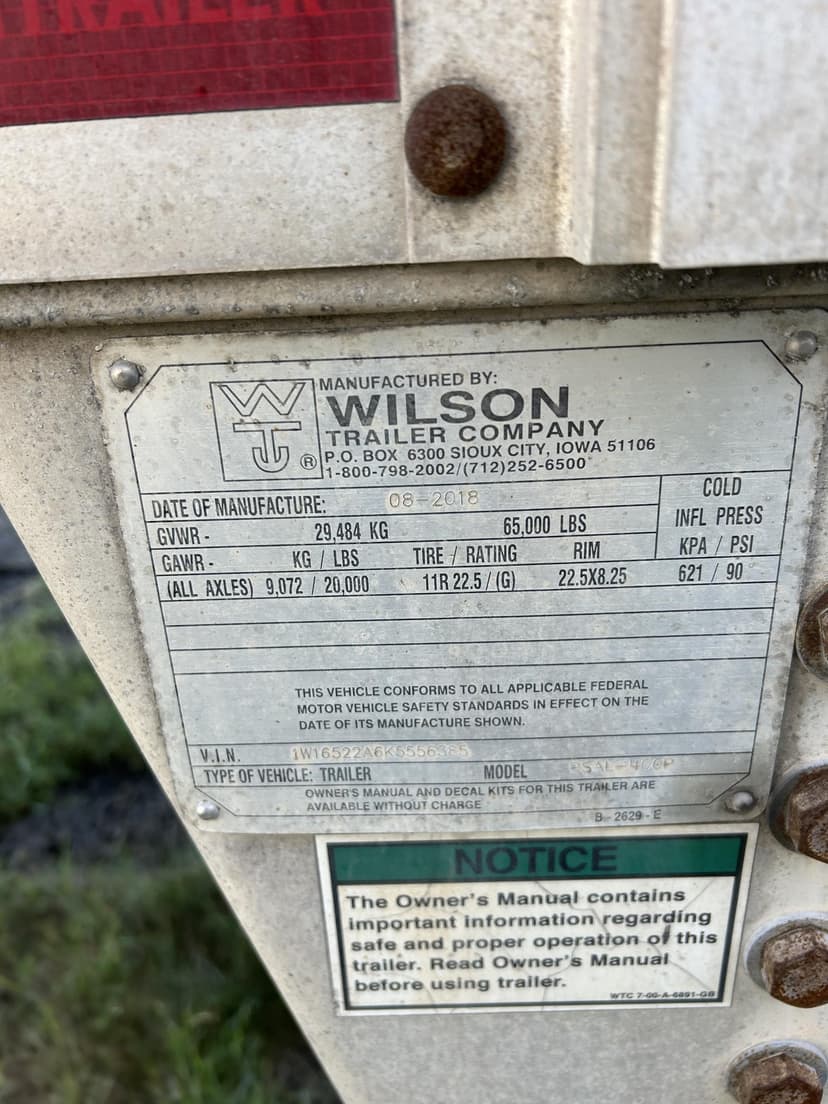 TRAILER
WTC ®
MANUFACTURED BY:
WILSON
TRAILER COMPANY
P.O. BOX 6300 SIOUX CITY, IOWA 51106
1-800-798-2002/(712)252-6500
DATE OF MANUFACTURE: 08-2018
COLD
GVWR - 29,484 KG 65,000 LBS
INFL PRESS
GAWR - KG / LBS TIRE / RATING RIM KPA / PSI
(ALL AXLES) 9,072 / 20,000 11R 22.5 / (G) 22.5X8.25 621 / 90
THIS VEHICLE CONFORMS TO ALL APPLICABLE FEDERAL
MOTOR VEHICLE SAFETY STANDARDS IN EFFECT ON THE
DATE OF ITS MANUFACTURE SHOWN.
V.I.N.
TYPE OF VEHICLE: TRAILER MODEL
OWNER'S MANUAL AND DECAL KITS FOR THIS TRAILER ARE
AVAILABLE WITHOUT CHARGE
B - 2629 - E
NOTICE
The Owner's Manual contains
important information regarding
safe and proper operation of this
trailer. Read Owner's Manual
before using trailer.
WTC 7-00-A-6891-GB